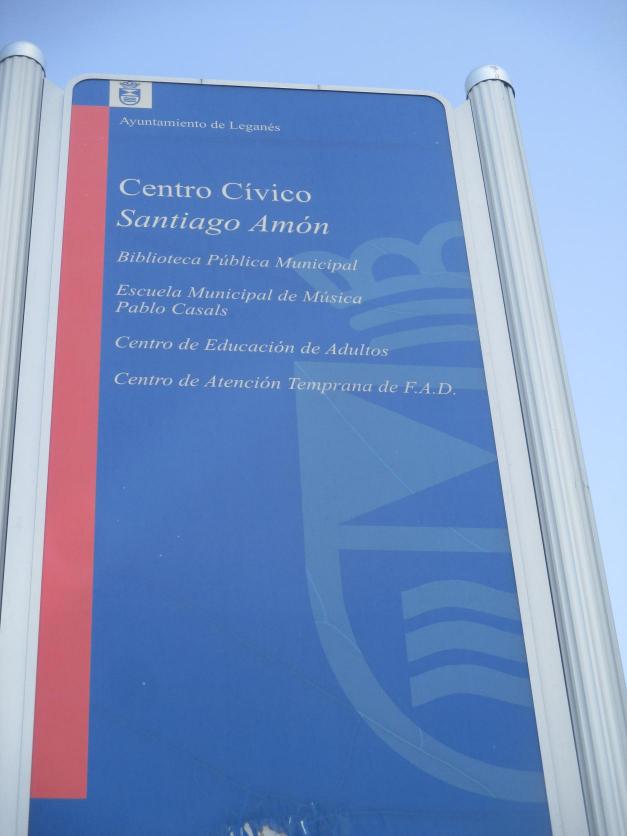 Ayuntamiento de Leganés
Centro Cívico
Santiago Amón
Biblioteca Pública Municipal
Escuela Municipal de Música
Pablo Casals
Centro de Educación de Adultos
Centro de Atención Temprana de F.A.D.